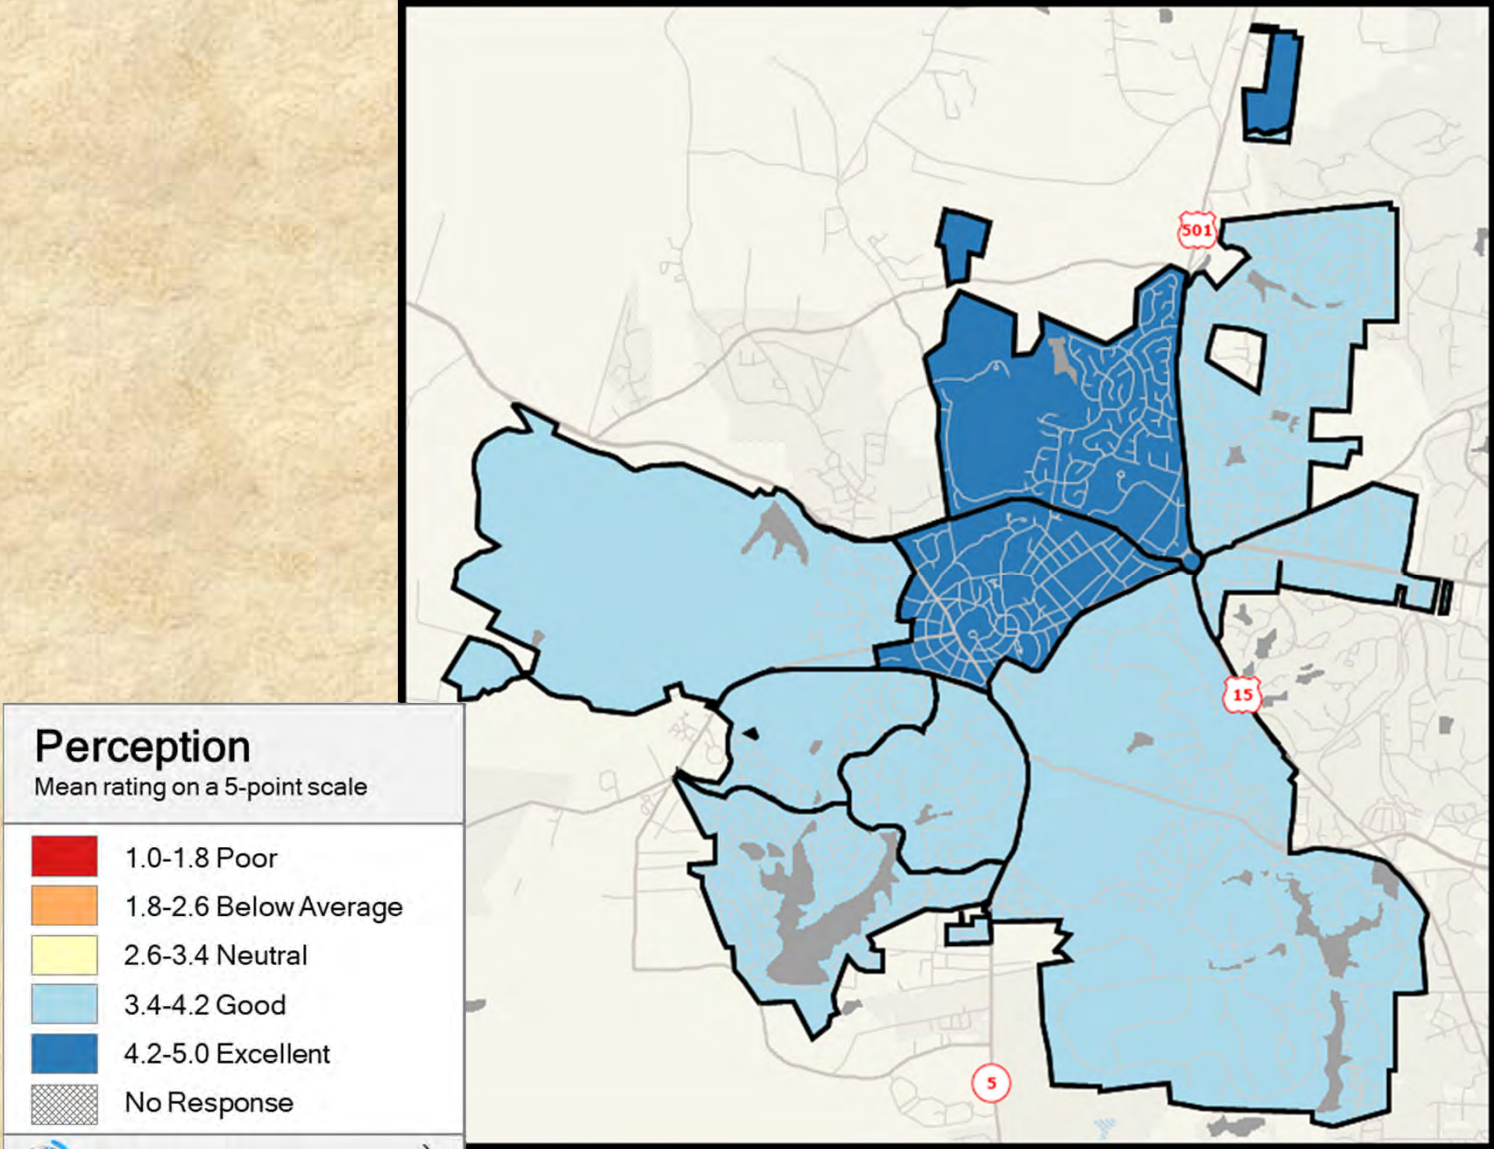 501
15
5
Perception
Mean rating on a 5-point scale
1.0-1.8 Poor
1.8-2.6 Below Average
2.6-3.4 Neutral
3.4-4.2 Good
4.2-5.0 Excellent
No Response